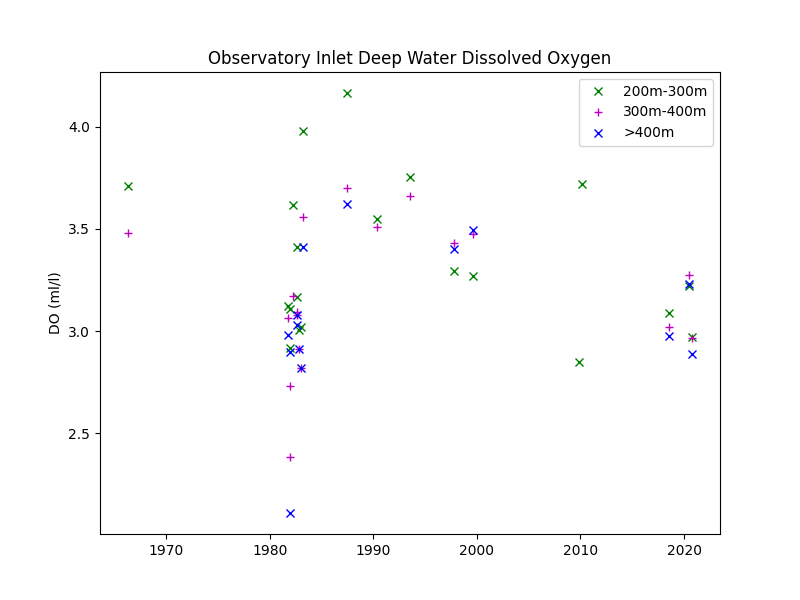 Observatory Inlet Deep Water Dissolved Oxygen
200m-300m
300m-400m
>400m
4.0
3.5
3.0
2.5
DO (ml/l)
1970 1980 1990 2000 2010 2020